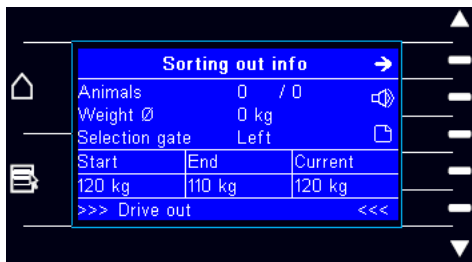 Sorting out info
Animals 0 / 0
Weight Ø 0 kg
Selection gate Left
Start End Current
120 kg 110 kg 120 kg
>>> Drive out <<<